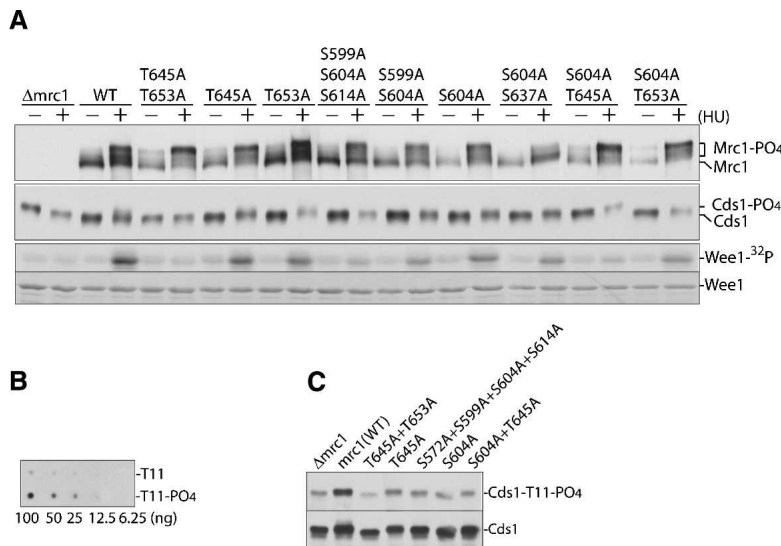 A
S599A
T645A S604A S599A S604A S604A S604A
Δmrc1 WT T653A T645A T653A S614A S604A S604A S637A T645A T653A
− + − + − + − + − + − + − + − + − + − + − + (HU)
Mrc1-PO4
Mrc1
Cds1-PO4
Cds1
Wee1-32P
Wee1
B
T11
T11-PO4
100 50 25 12.5 6.25 (ng)
C
Δmrc1
mrc1(WT)
T645A+T653A
T645A
S572A+S599A+S604A+S614A
S604A
S604A+T645A
Cds1-T11-PO4
Cds1